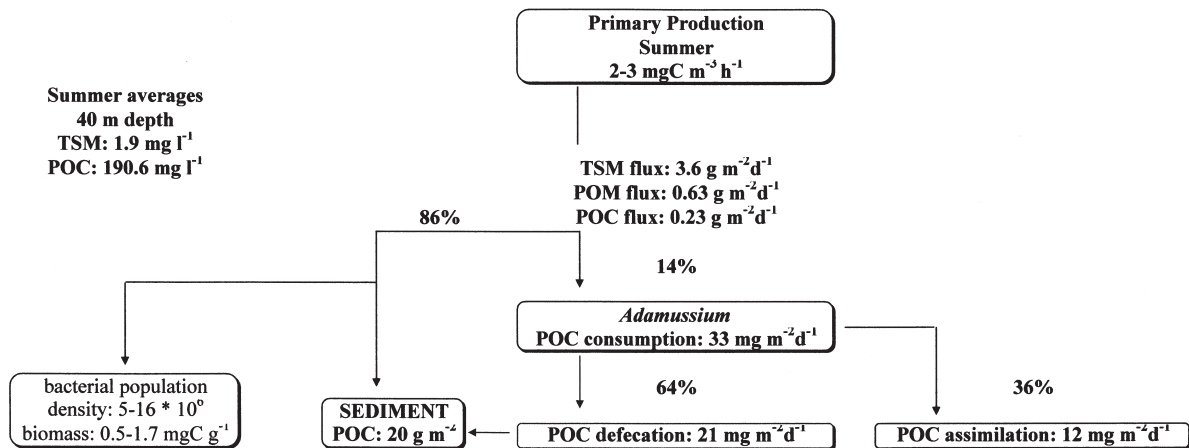 Primary Production
Summer
2-3 mgC m⁻³ h⁻¹
Summer averages
40 m depth
TSM: 1.9 mg l⁻¹
POC: 190.6 mg l⁻¹
TSM flux: 3.6 g m⁻²d⁻¹
POM flux: 0.63 g m⁻²d⁻¹
POC flux: 0.23 g m⁻²d⁻¹
86%
14%
Adamussium
POC consumption: 33 mg m⁻²d⁻¹
64%
36%
bacterial population
density: 5-16 * 10⁶
biomass: 0.5-1.7 mgC g⁻¹
SEDIMENT
POC: 20 g m⁻²
POC defecation: 21 mg m⁻²d⁻¹
POC assimilation: 12 mg m⁻²d⁻¹